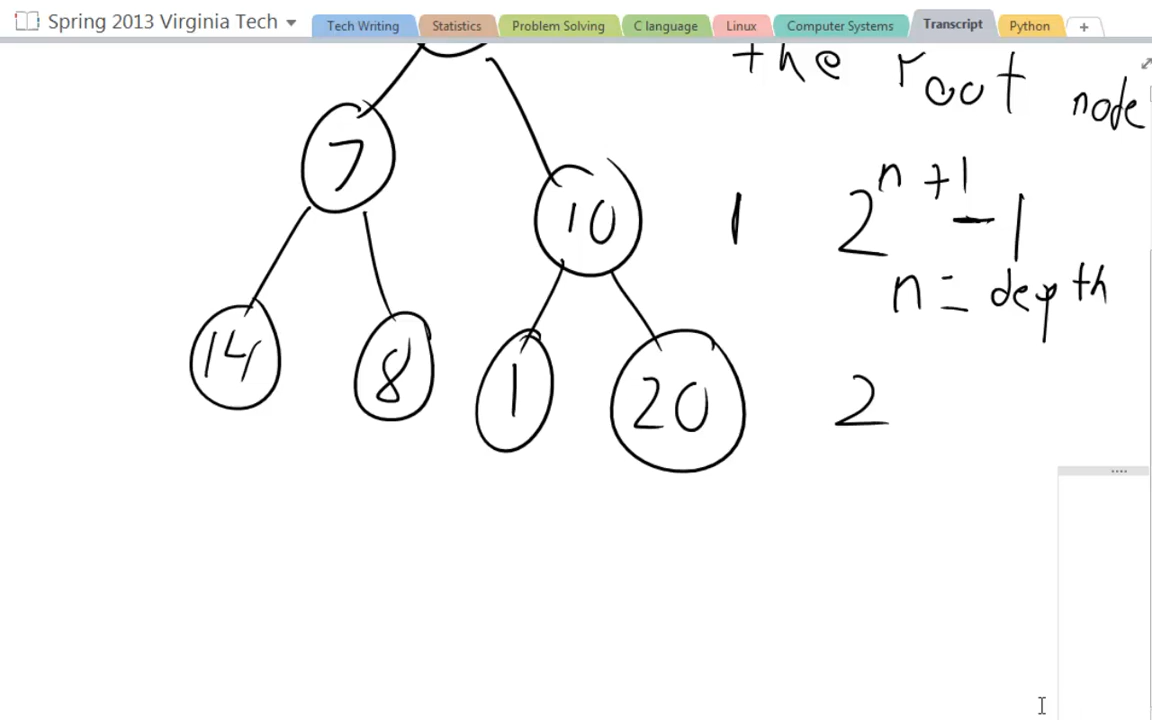 Spring 2013 Virginia Tech
Tech Writing Statistics Problem Solving C language Linux Computer Systems Transcript Python +
the root node
7
10 1 2^n+1 - 1
n = depth
14 8 1 20 2